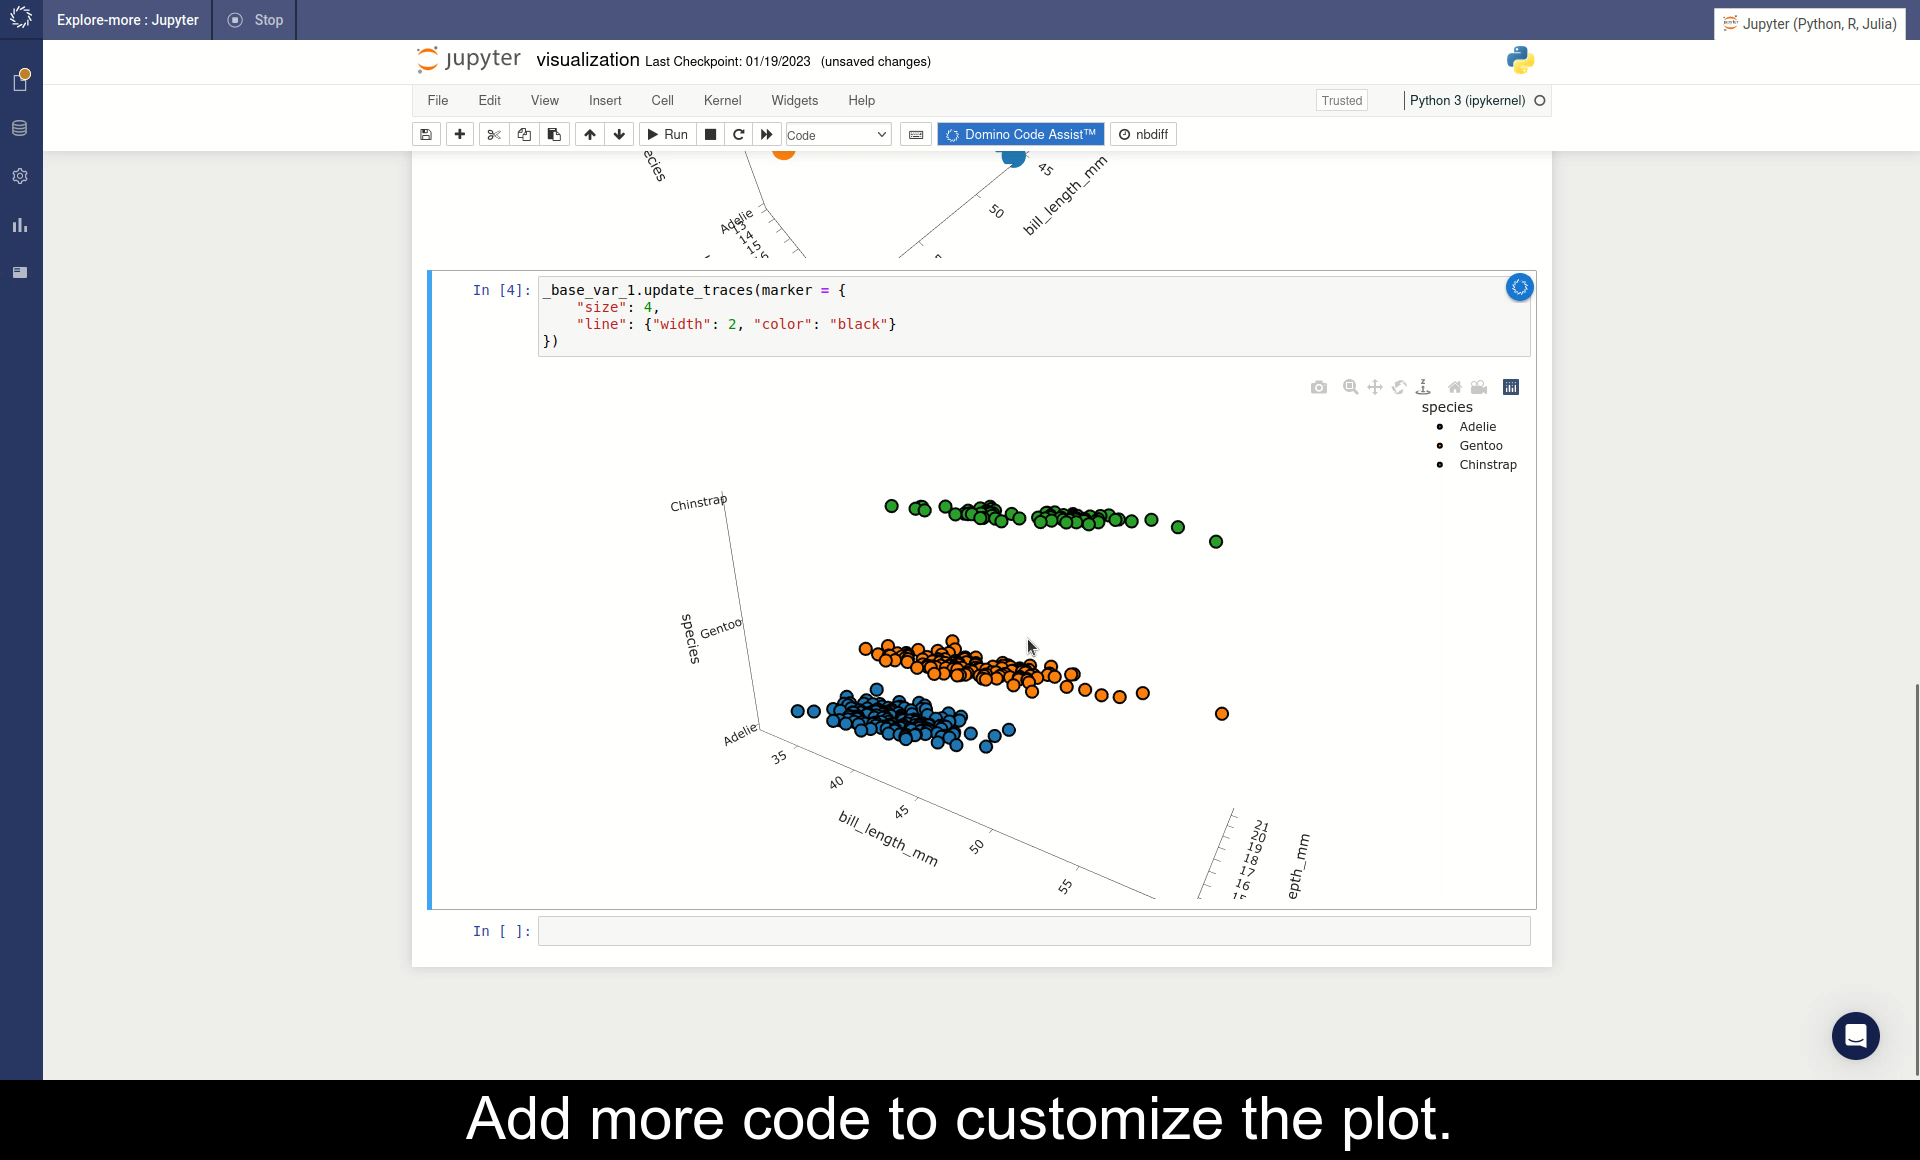 Explore-more : Jupyter
Stop
Jupyter (Python, R, Julia)
jupyter visualization Last Checkpoint: 01/19/2023 (unsaved changes)
File Edit View Insert Cell Kernel Widgets Help
Trusted
Python 3 (ipykernel)
Run
Code
Domino Code Assist™
nbdiff
Adelie
13
14
15
50
45
bill_length_mm
In [4]:
_base_var_1.update_traces(marker = {
"size": 4,
"line": {"width": 2, "color": "black"}
})
species
Adelie
Gentoo
Chinstrap
Chinstrap
species
Gentoo
Adelie
35
40
45
bill_length_mm
50
55
21
20
19
18
17
16
In [ ]:
Add more code to customize the plot.